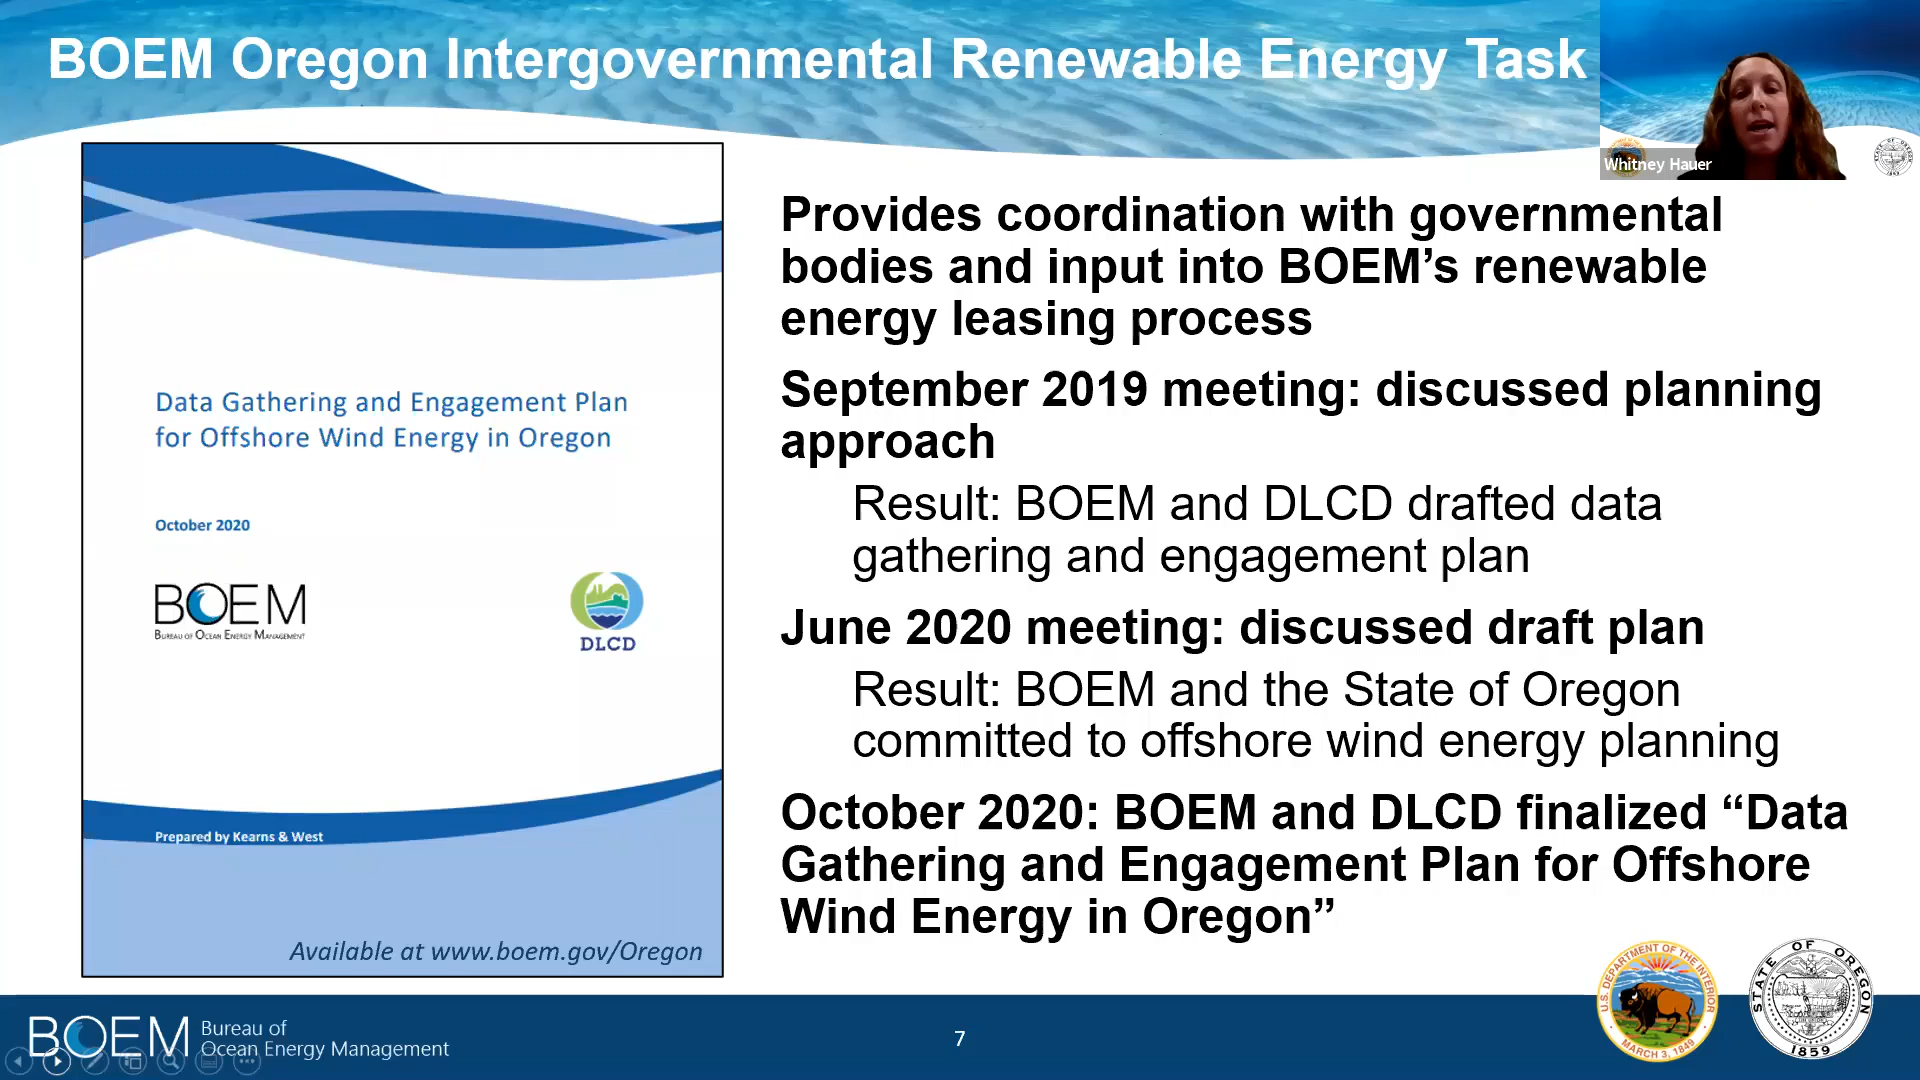 BOEM Oregon Intergovernmental Renewable Energy Task
Whitney Hauer
Data Gathering and Engagement Plan
for Offshore Wind Energy in Oregon
October 2020
BOEM
BUREAU OF OCEAN ENERGY MANAGEMENT
DLCD
Prepared by Kearns & West
Available at www.boem.gov/Oregon
Provides coordination with governmental
bodies and input into BOEM’s renewable
energy leasing process
September 2019 meeting: discussed planning
approach
Result: BOEM and DLCD drafted data
gathering and engagement plan
June 2020 meeting: discussed draft plan
Result: BOEM and the State of Oregon
committed to offshore wind energy planning
October 2020: BOEM and DLCD finalized “Data
Gathering and Engagement Plan for Offshore
Wind Energy in Oregon”
BOEM
Bureau of
Ocean Energy Management
7
U.S. DEPARTMENT OF THE INTERIOR
MARCH 3, 1849
STATE OF OREGON
1859